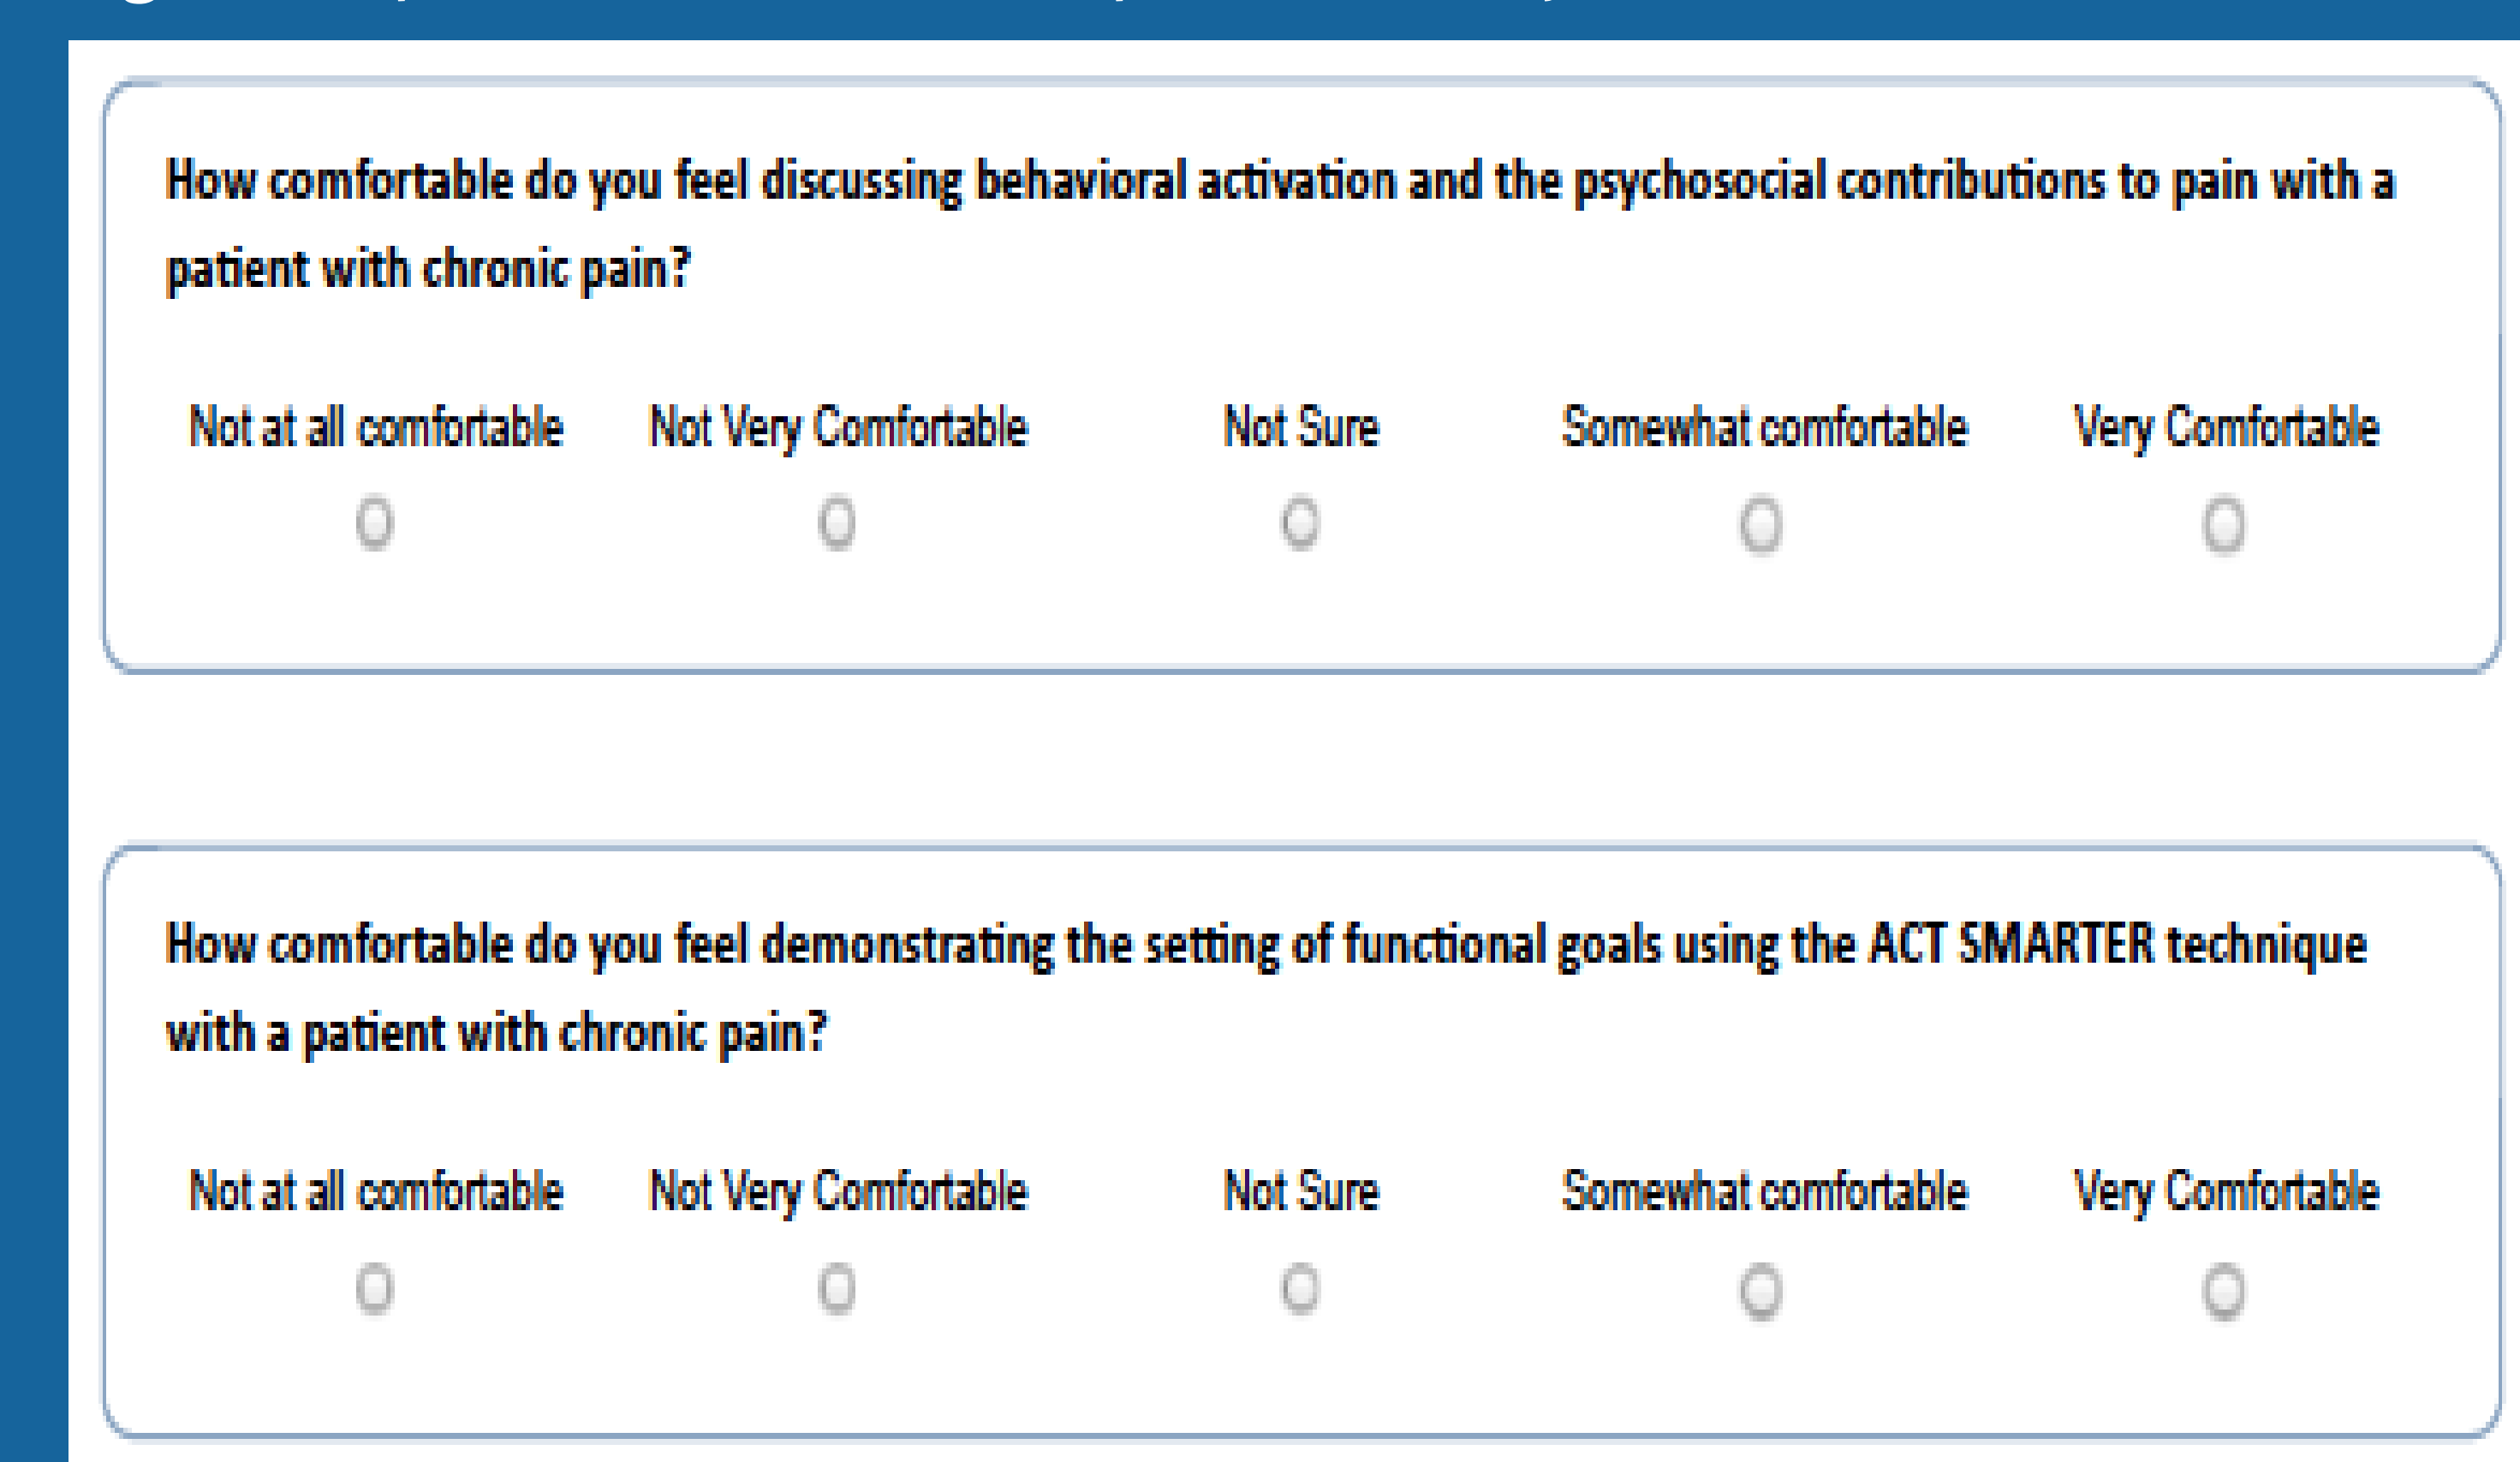 How comfortable do you feel discussing behavioral activation and the psychosocial contributions to pain with a
patient with chronic pain?
Not at all comfortable Not Very Comfortable Not Sure Somewhat comfortable Very Comfortable
How comfortable do you feel demonstrating the setting of functional goals using the ACT SMARTER technique
with a patient with chronic pain?
Not at all comfortable Not Very Comfortable Not Sure Somewhat comfortable Very Comfortable